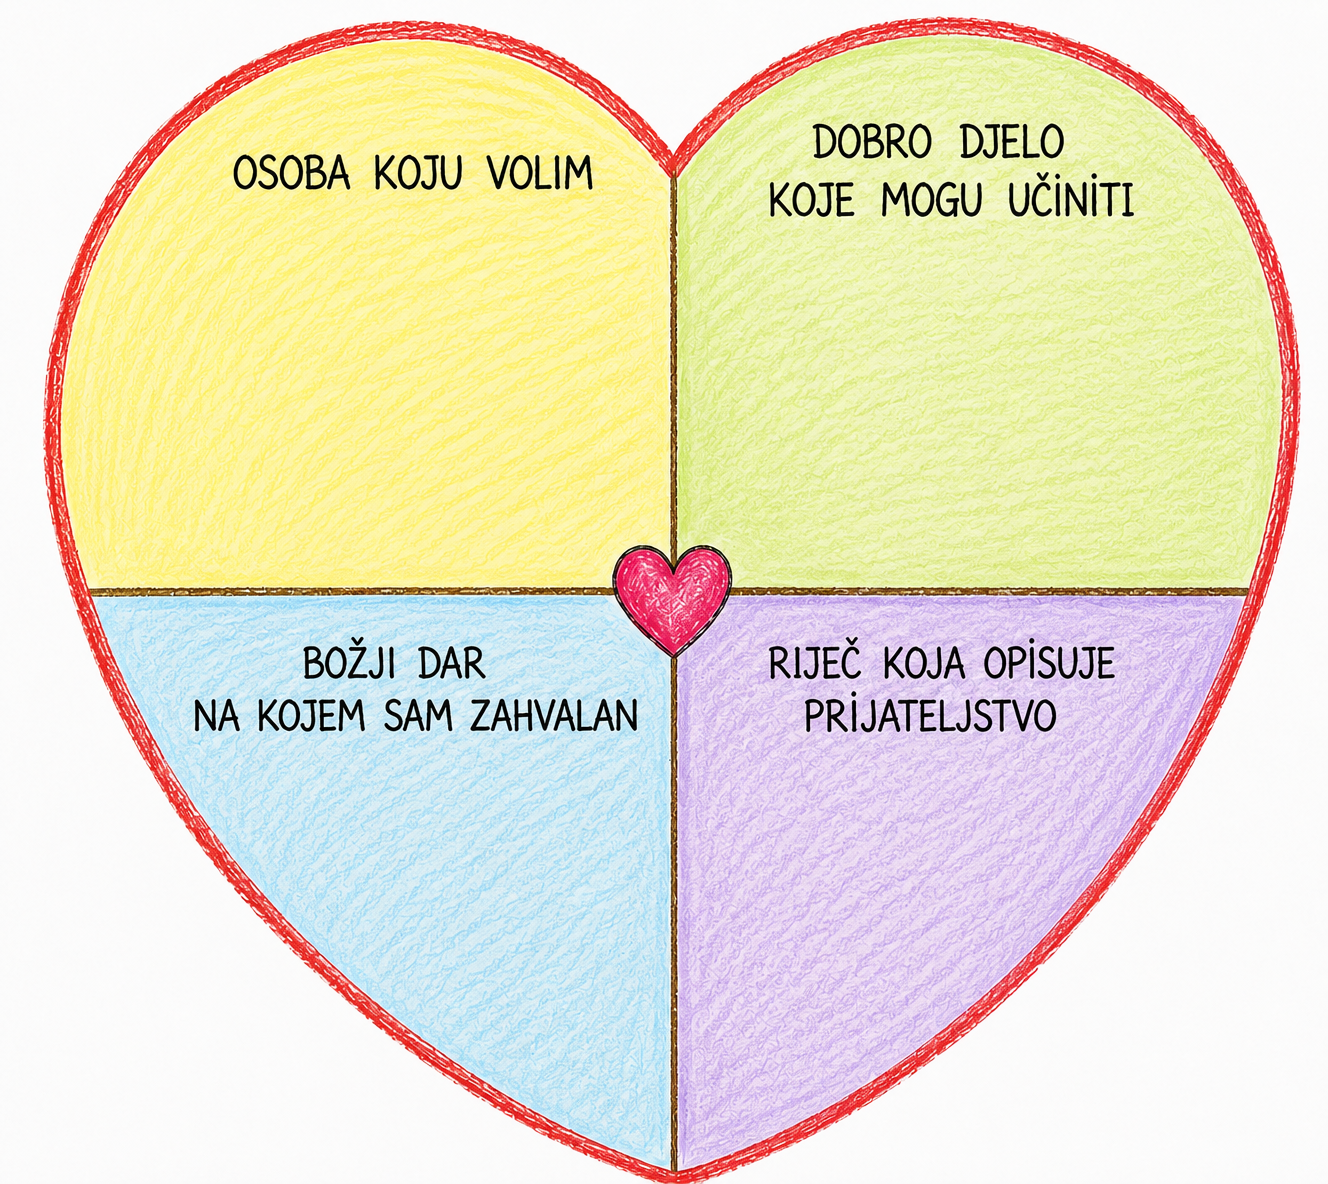 OSOBA KOJU VOLIM
DOBRO DJELO
KOJE MOGU UČINITI
BOŽJI DAR
NA KOJEM SAM ZAHVALAN
RIJEČ KOJA OPISUJE
PRIJATELJSTVO